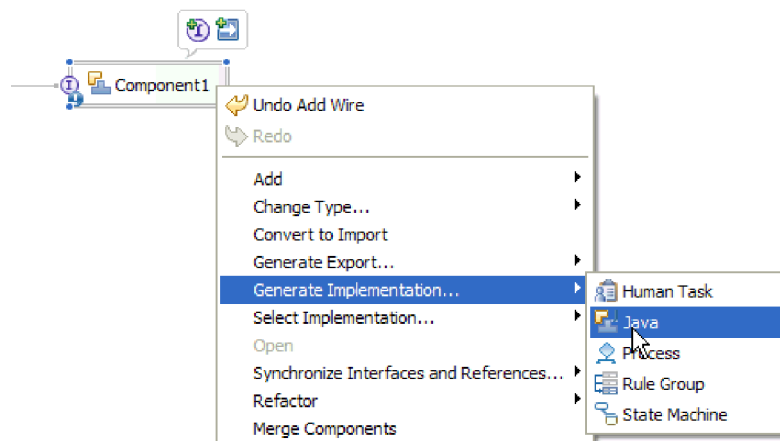 Component1
Undo Add Wire
Redo
Add
Change Type...
Convert to Import
Generate Export...
Generate Implementation...
Select Implementation...
Open
Synchronize Interfaces and References...
Refactor
Merge Components
Human Task
Java
Process
Rule Group
State Machine